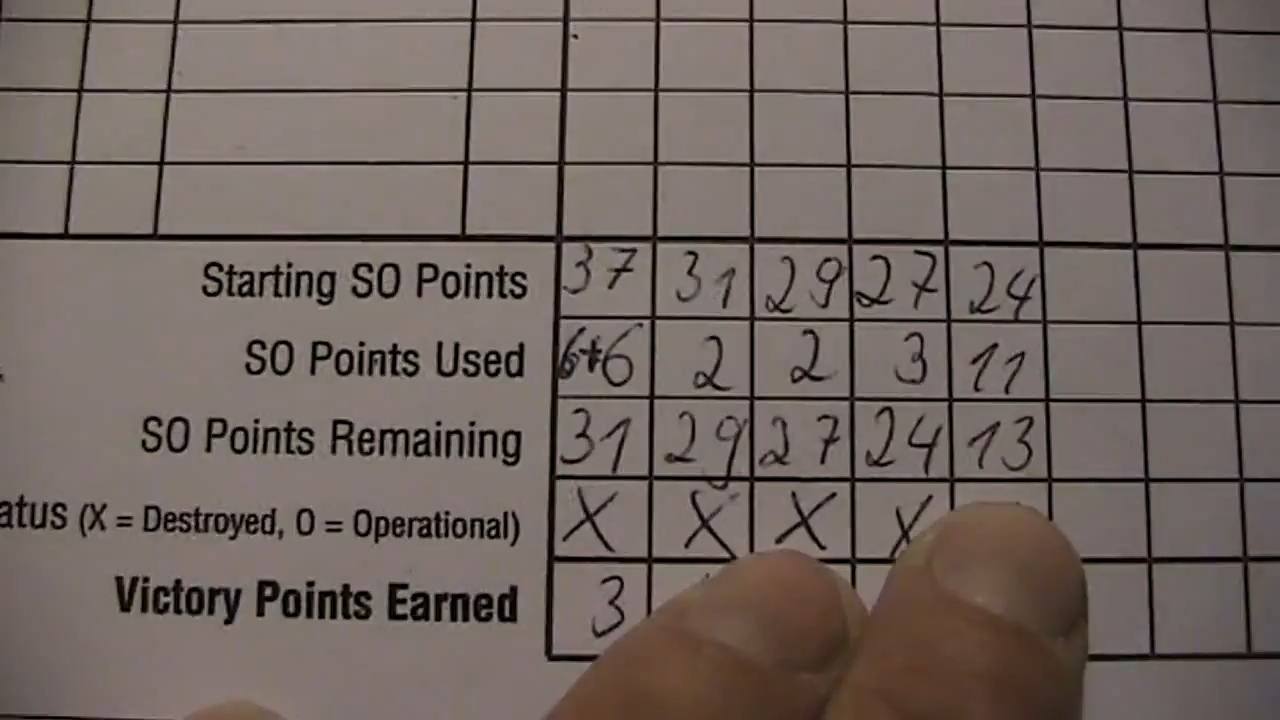 Starting SO Points 37 31 29 27 24
SO Points Used 6+6 2 2 3 11
SO Points Remaining 31 29 27 24 13
(X = Destroyed, O = Operational) X X X X
Victory Points Earned 3